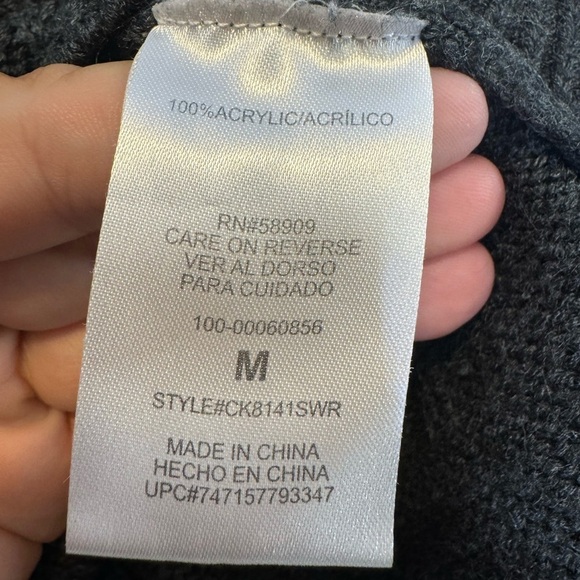 100%ACRYLIC/ACRÍLICO
RN#58909
CARE ON REVERSE
VER AL DORSO
PARA CUIDADO
100-00060856
M
STYLE#CK8141SWR
MADE IN CHINA
HECHO EN CHINA
UPC#747157793347